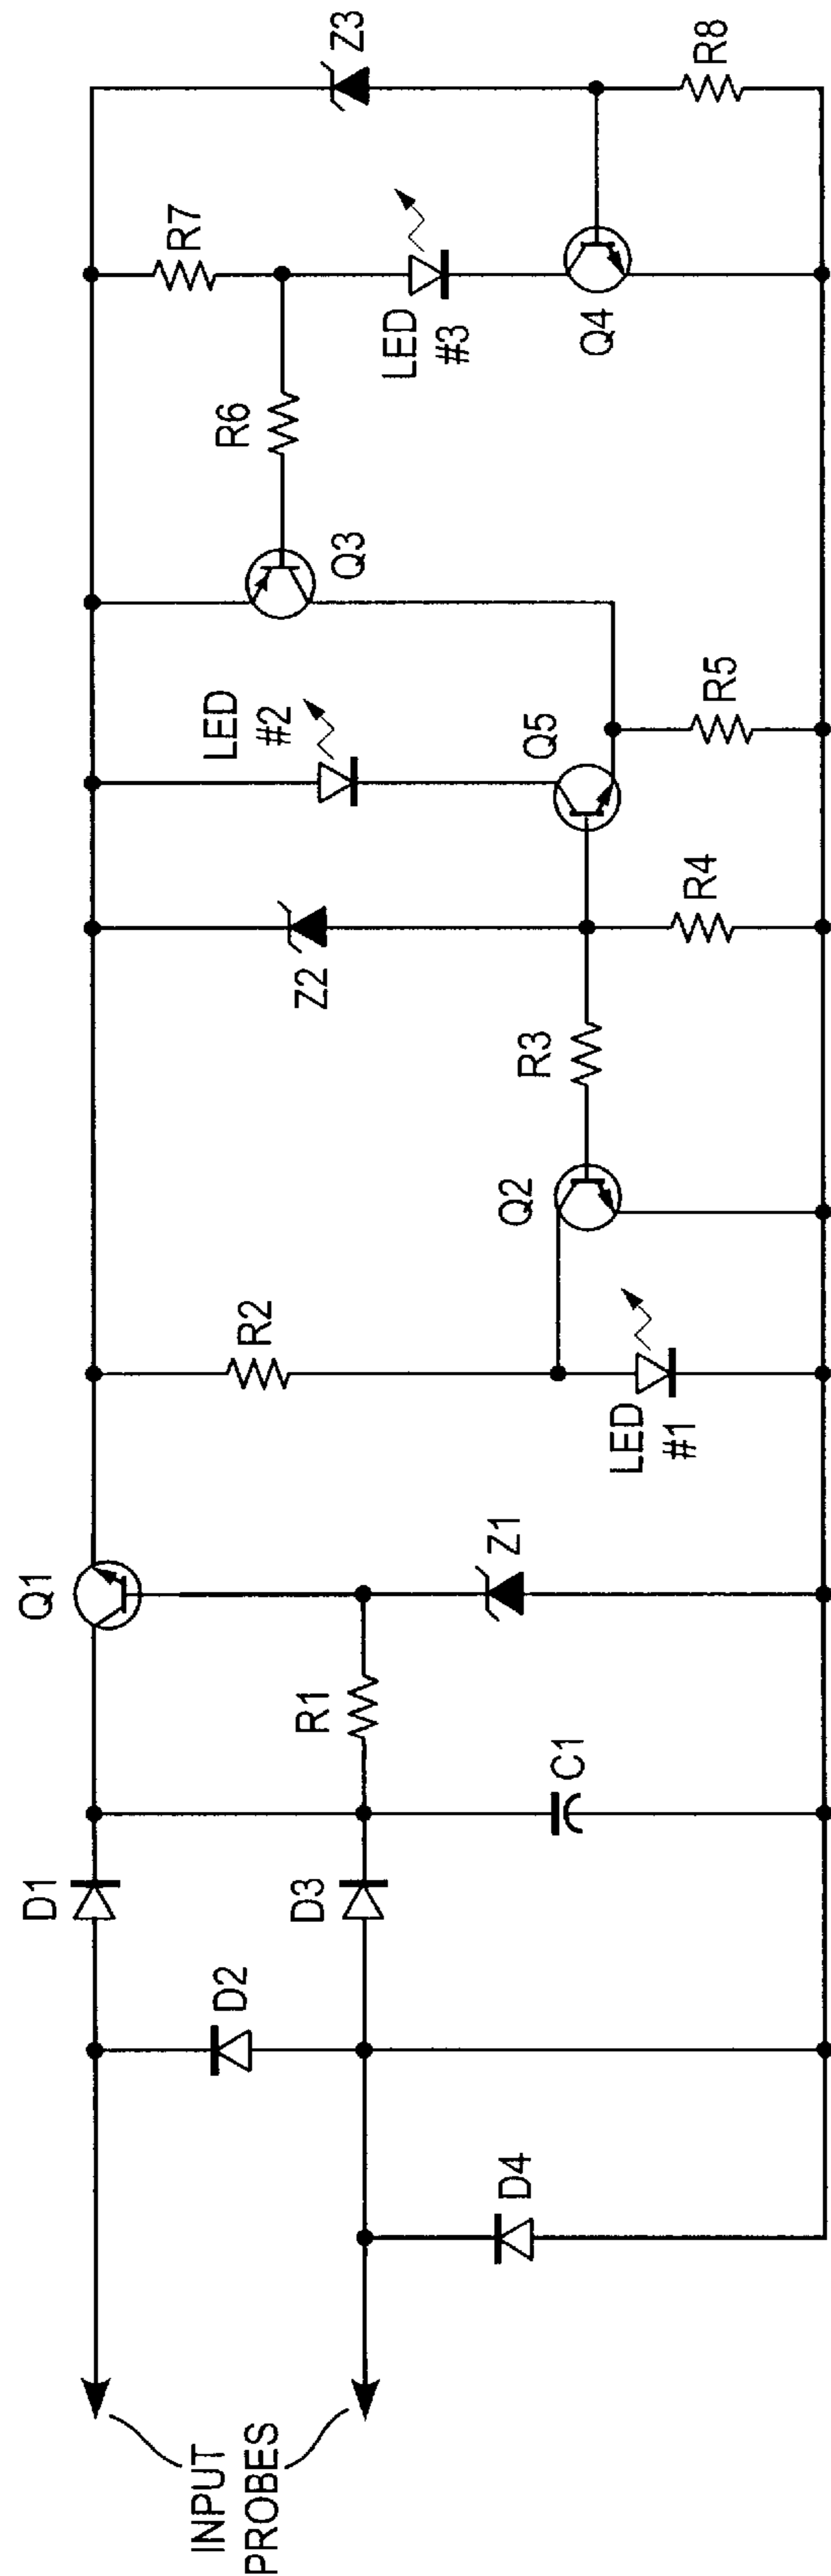 INPUT
PROBES
D1
D2
D3
D4
C1
R1
Q1
Z1
R2
LED
#1
Q2
R3
Z2
R4
LED
#2
Q5
R5
Q3
R6
R7
LED
#3
Q4
Z3
R8